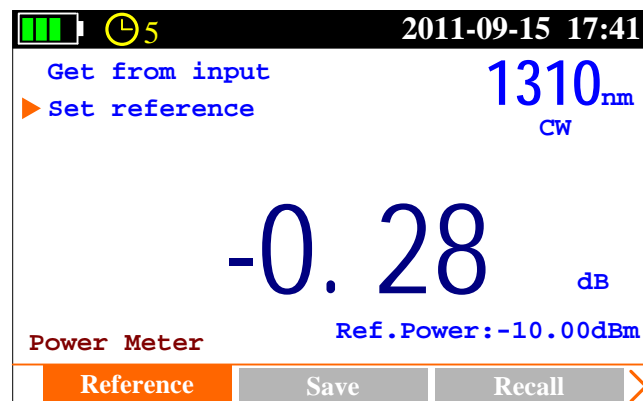 5 2011-09-15 17:41
Get from input
1310nm
Set reference
CW
-0.28 dB
Ref.Power:-10.00dBm
Power Meter
Reference Save Recall